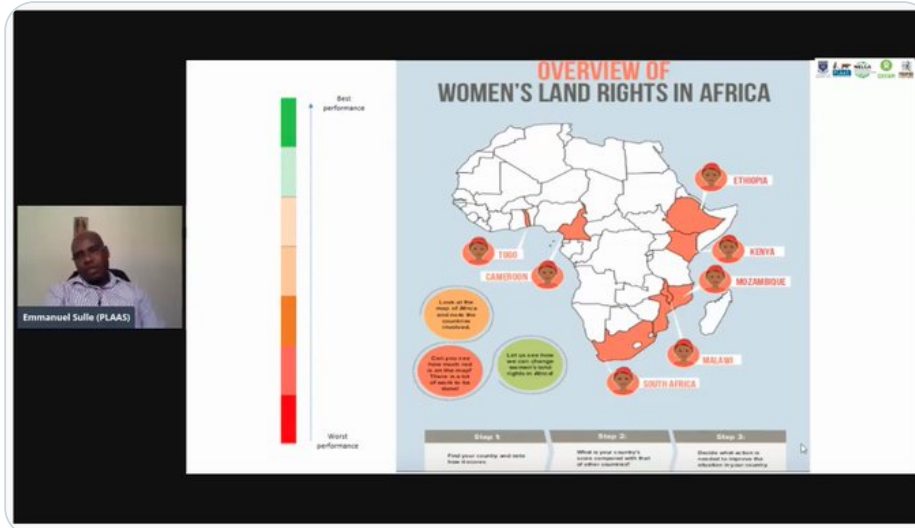 Best
performance
Worst
performance
Emmanuel Sulle (PLAAS)
OVERVIEW OF
WOMEN'S LAND RIGHTS IN AFRICA
PLAAS
NELGA
OXFAM
ETHIOPIA
KENYA
MOZAMBIQUE
MALAWI
SOUTH AFRICA
TOGO
CAMEROON
Look at the
map of Africa
and note the
countries
involved.
Can you see
how much red
is on the map?
There is a lot
of work to be
done!
Let us see how
we can change
women's land
rights in Africa!
Step 1
Find your country and note
how it scores
Step 2:
What is your country's
score compared with that
of other countries?
Step 3:
Decide what action is
needed to improve the
situation in your country